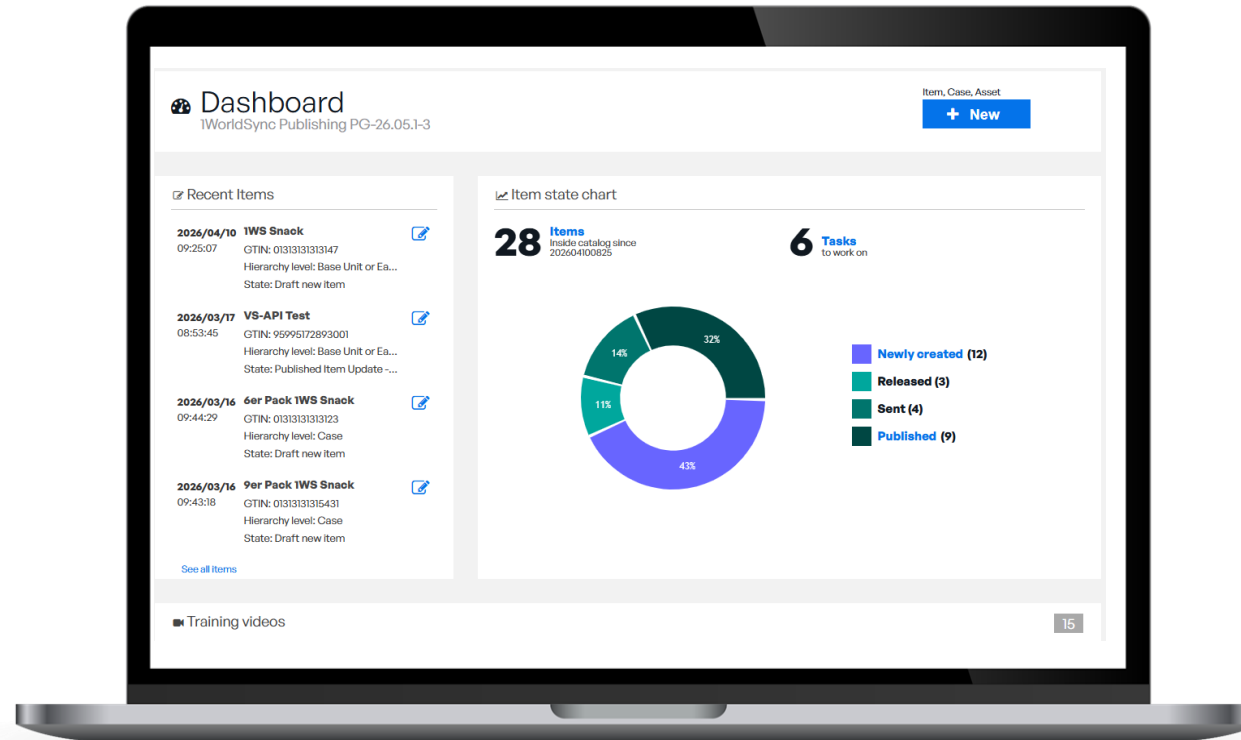 Dashboard
1WorldSync Publishing PG-26.05.1-3
Item, Case, Asset
+ New
Recent Items
2026/04/10 1WS Snack
09:25:07 GTIN: 01313131313147
Hierarchy level: Base Unit or Ea...
State: Draft new item
2026/03/17 VS-API Test
08:53:45 GTIN: 95995172893001
Hierarchy level: Base Unit or Ea...
State: Published Item Update -...
2026/03/16 6er Pack 1WS Snack
09:44:29 GTIN: 01313131313123
Hierarchy level: Case
State: Draft new item
2026/03/16 9er Pack 1WS Snack
09:43:18 GTIN: 01313131315431
Hierarchy level: Case
State: Draft new item
See all items
Item state chart
28 Items
Inside catalog since
202604100825
6 Tasks
to work on
32%
14%
11%
43%
Newly created (12)
Released (3)
Sent (4)
Published (9)
Training videos
15